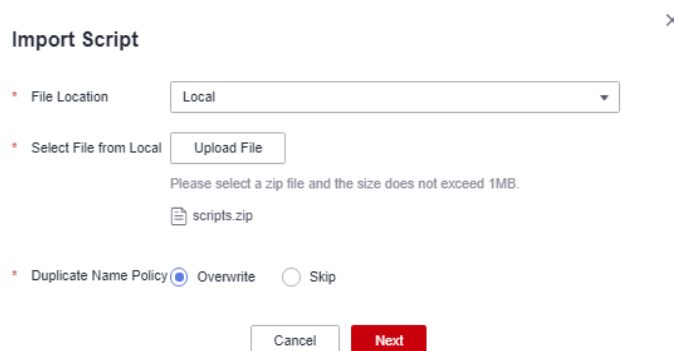 Import Script
* File Location Local
* Select File from Local Upload File
Please select a zip file and the size does not exceed 1MB.
scripts.zip
* Duplicate Name Policy Overwrite Skip
Cancel Next